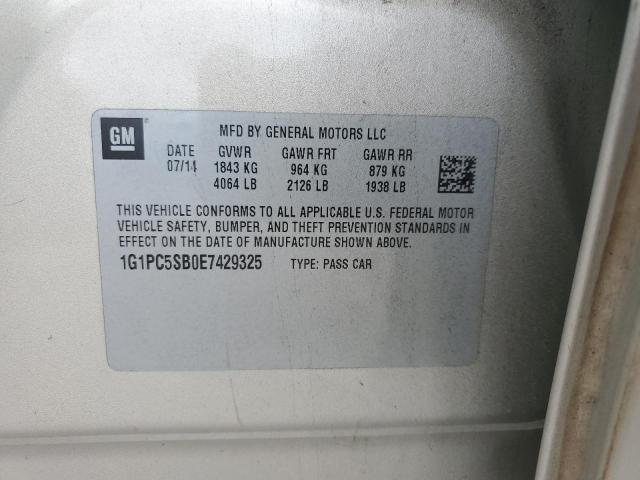 GM
MFD BY GENERAL MOTORS LLC
DATE GVWR GAWR FRT GAWR RR
07/14 1843 KG 964 KG 879 KG
4064 LB 2126 LB 1938 LB
THIS VEHICLE CONFORMS TO ALL APPLICABLE U.S. FEDERAL MOTOR
VEHICLE SAFETY, BUMPER, AND THEFT PREVENTION STANDARDS IN
EFFECT ON THE DATE OF MANUFACTURE SHOWN ABOVE.
1G1PC5SB0E7429325 TYPE: PASS CAR